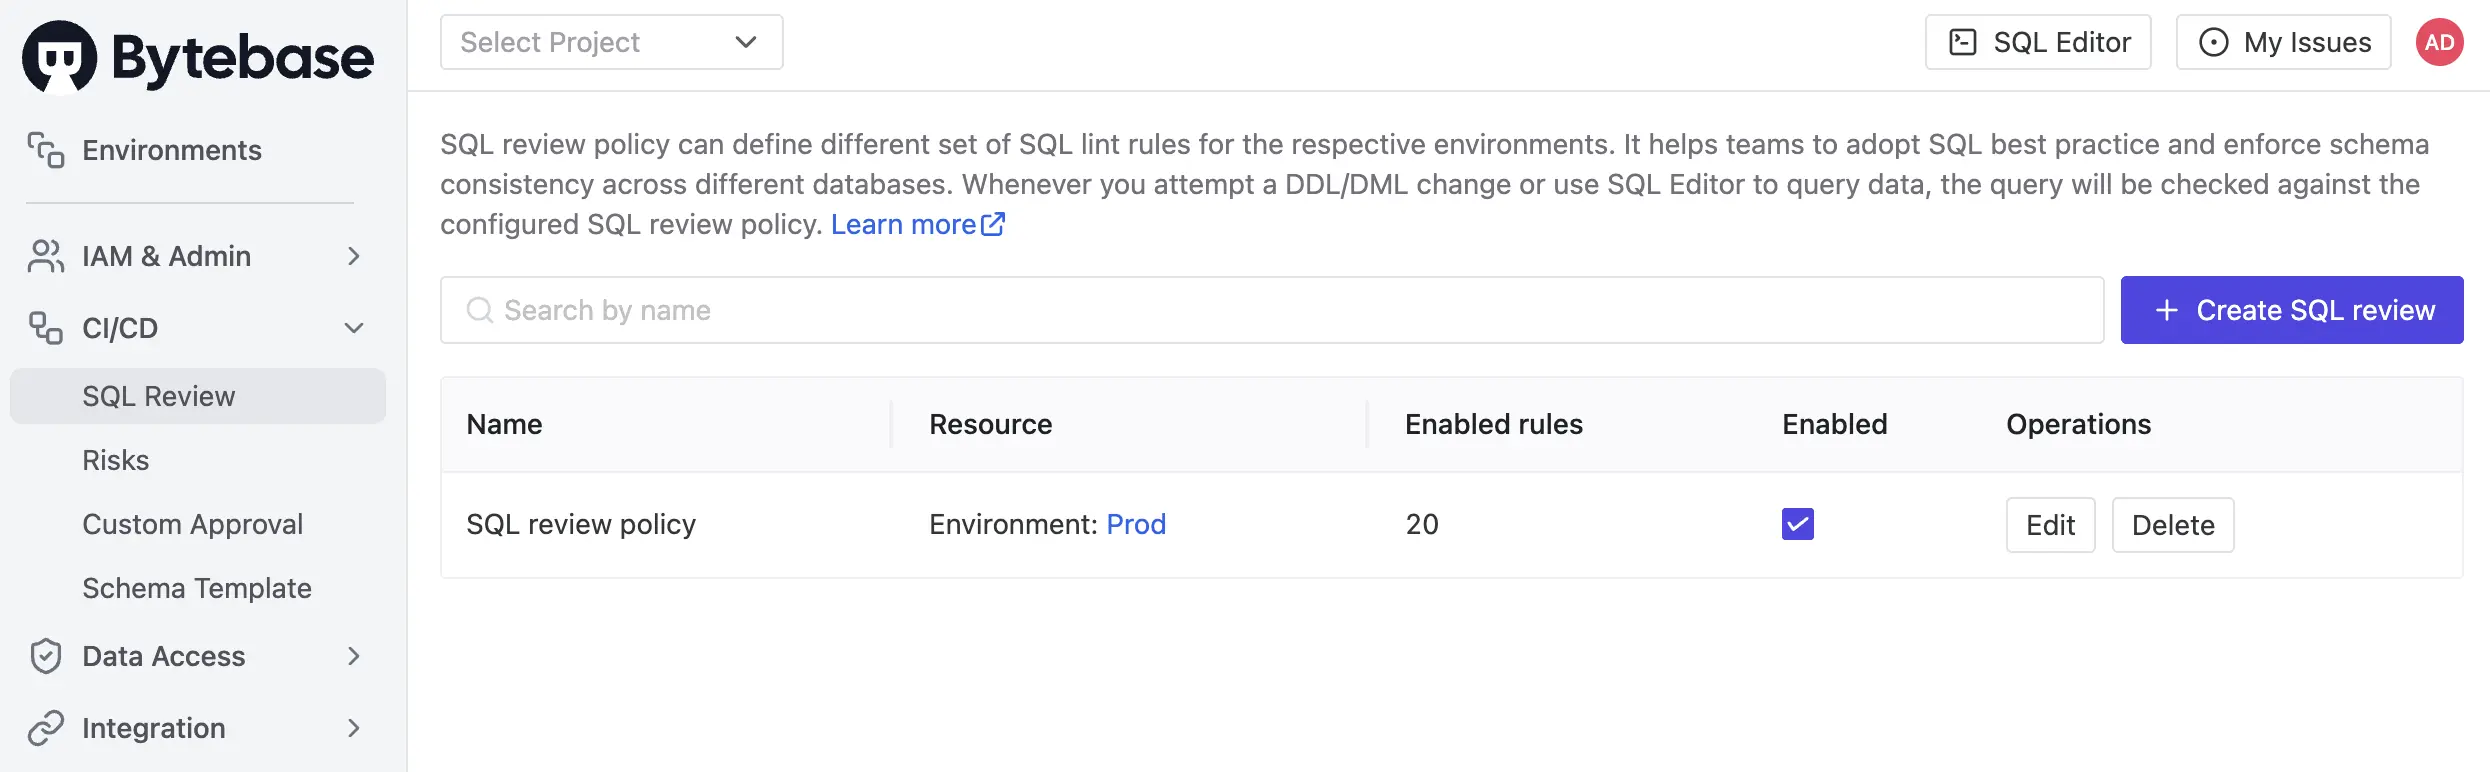 Bytebase
Select Project
SQL Editor
My Issues
AD
Environments
IAM & Admin
CI/CD
SQL Review
Risks
Custom Approval
Schema Template
Data Access
Integration
SQL review policy can define different set of SQL lint rules for the respective environments. It helps teams to adopt SQL best practice and enforce schema
consistency across different databases. Whenever you attempt a DDL/DML change or use SQL Editor to query data, the query will be checked against the
configured SQL review policy. Learn more
Search by name
+ Create SQL review
Name Resource Enabled rules Enabled Operations
SQL review policy Environment: Prod 20 Edit Delete